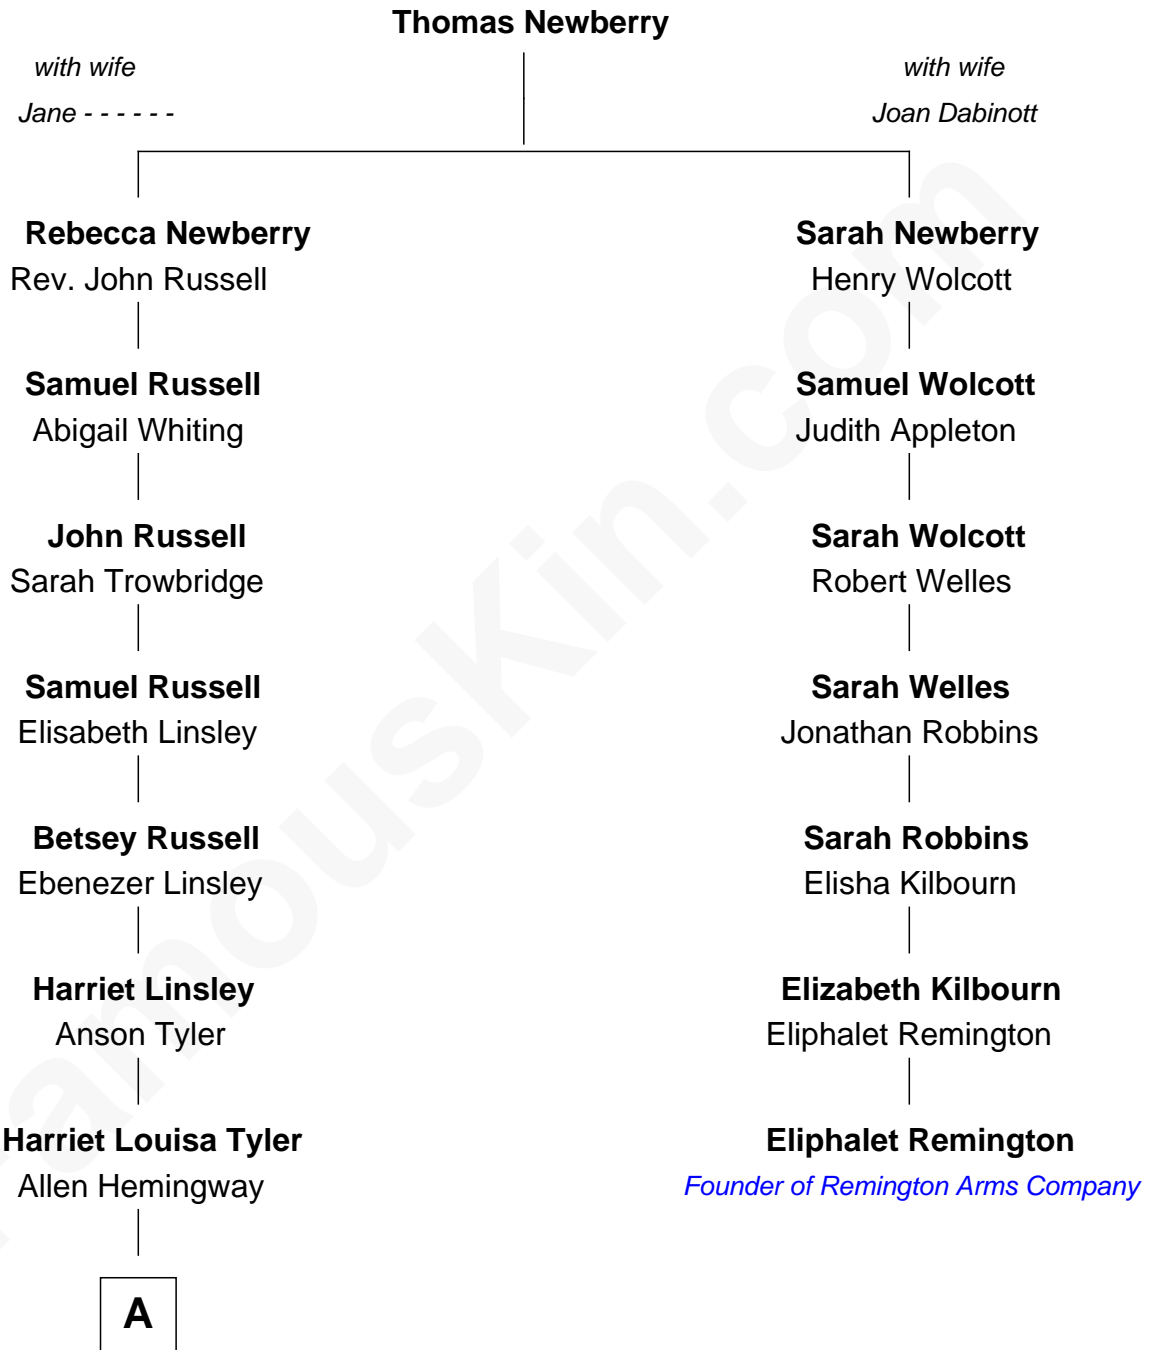 Thomas Newberry
with wife
Jane - - - - - -
with wife
Joan Dabinott
Rebecca Newberry
Rev. John Russell
Sarah Newberry
Henry Wolcott
Samuel Russell
Abigail Whiting
Samuel Wolcott
Judith Appleton
John Russell
Sarah Trowbridge
Sarah Wolcott
Robert Welles
Samuel Russell
Elisabeth Linsley
Sarah Welles
Jonathan Robbins
Betsey Russell
Ebenezer Linsley
Sarah Robbins
Elisha Kilbourn
Harriet Linsley
Anson Tyler
Elizabeth Kilbourn
Eliphalet Remington
Harriet Louisa Tyler
Allen Hemingway
Eliphalet Remington
Founder of Remington Arms Company
A
FamousKin.com